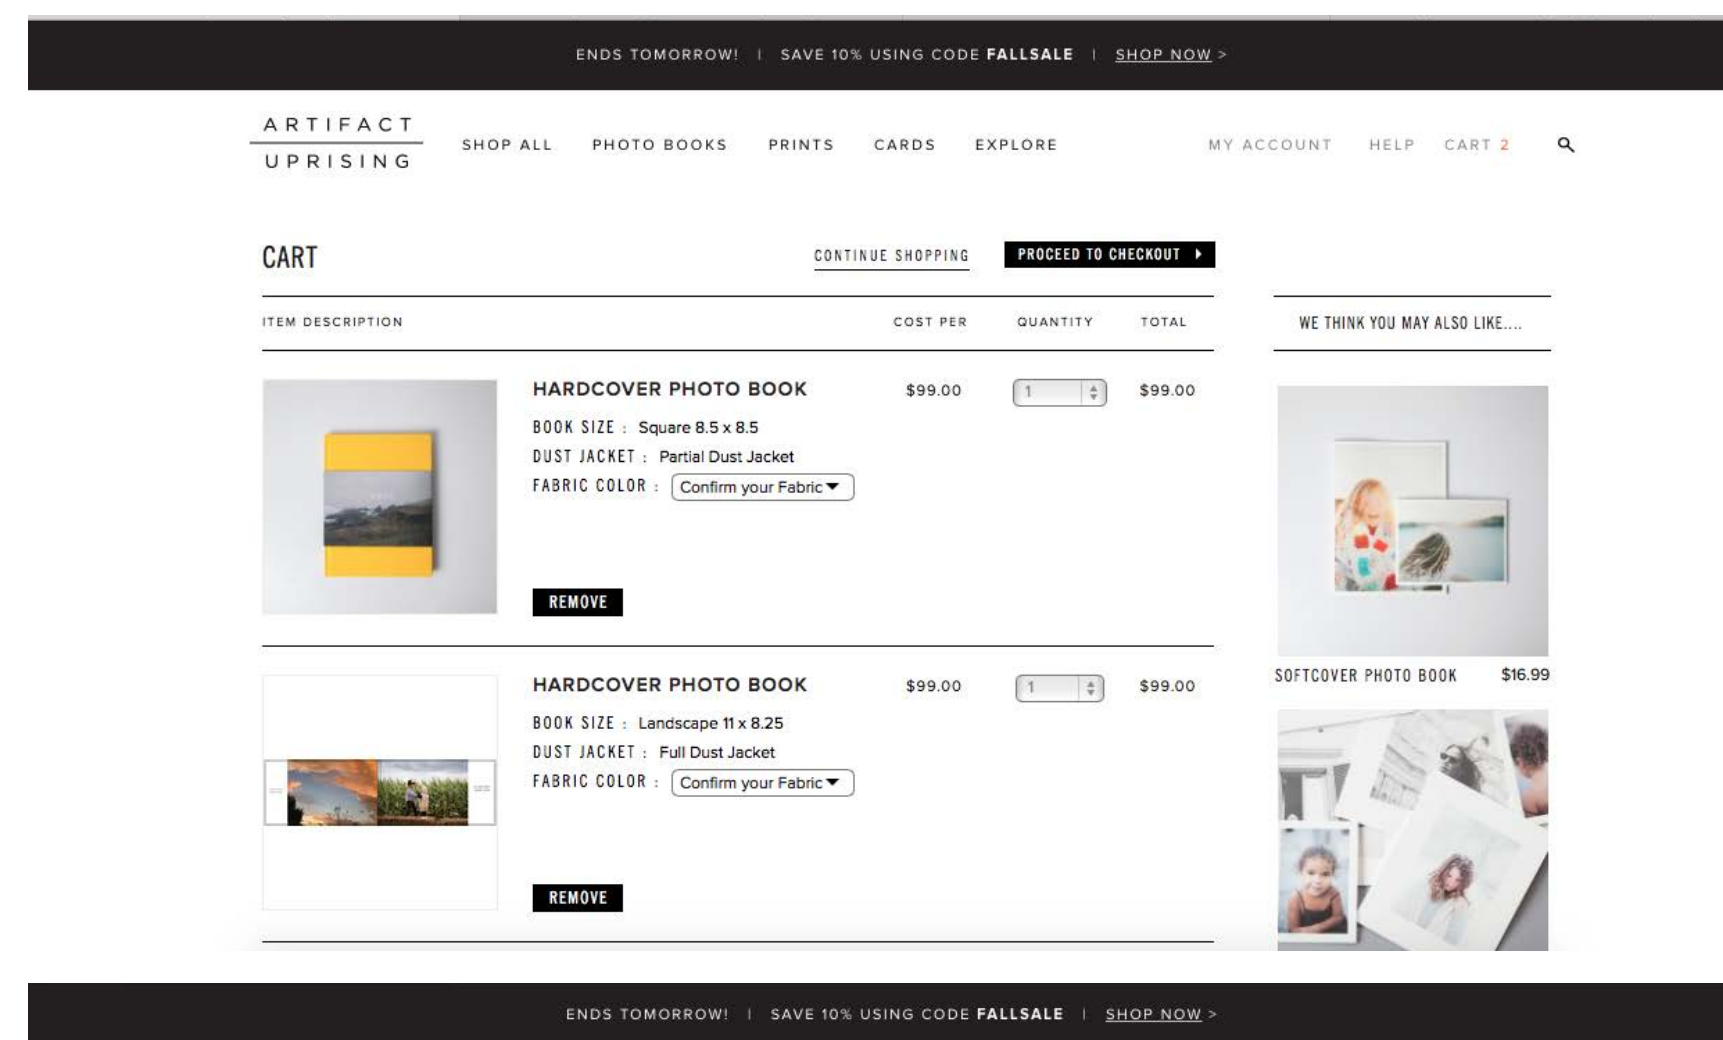 ENDS TOMORROW! | SAVE 10% USING CODE FALLSALE | SHOP NOW >
ARTIFACT
UPRISING
SHOP ALL PHOTO BOOKS PRINTS CARDS EXPLORE MY ACCOUNT HELP CART 2
CART CONTINUE SHOPPING PROCEED TO CHECKOUT
ITEM DESCRIPTION COST PER QUANTITY TOTAL
HARDCOVER PHOTO BOOK $99.00 1 $99.00
BOOK SIZE : Square 8.5 x 8.5
DUST JACKET : Partial Dust Jacket
FABRIC COLOR : Confirm your Fabric
REMOVE
HARDCOVER PHOTO BOOK $99.00 1 $99.00
BOOK SIZE : Landscape 11 x 8.25
DUST JACKET : Full Dust Jacket
FABRIC COLOR : Confirm your Fabric
REMOVE
WE THINK YOU MAY ALSO LIKE....
SOFTCOVER PHOTO BOOK $16.99
ENDS TOMORROW! | SAVE 10% USING CODE FALLSALE | SHOP NOW >